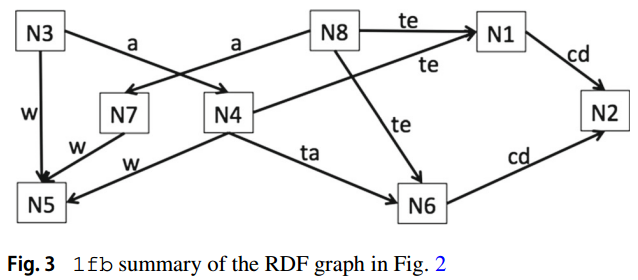 N3
N8
te
N1
a
a
te
cd
w
N7
N4
te
N2
w
w
ta
cd
N5
N6
Fig. 3 1fb summary of the RDF graph in Fig. 2